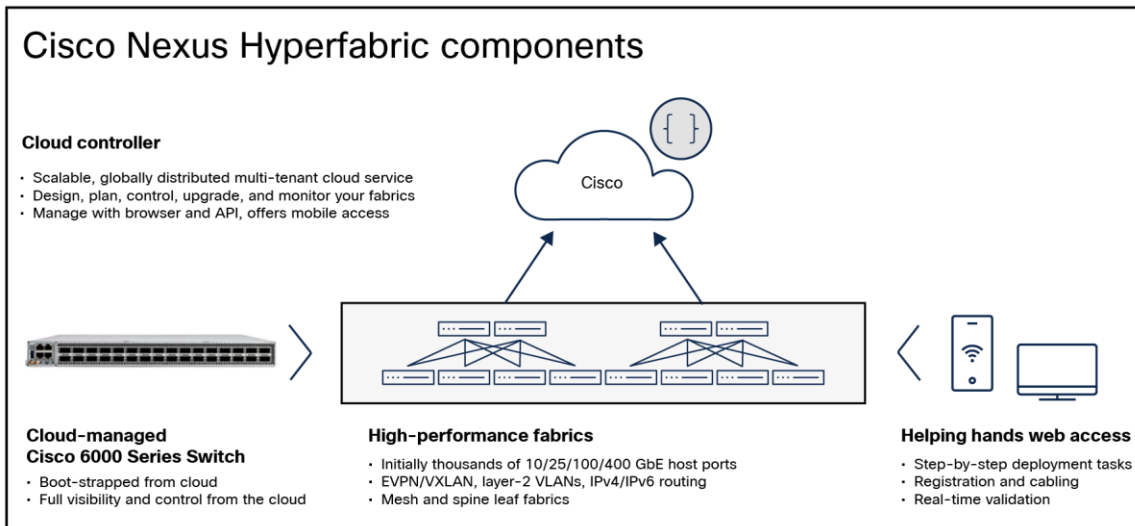 Cisco Nexus Hyperfabric components
Cloud controller
· Scalable, globally distributed multi-tenant cloud service
· Design, plan, control, upgrade, and monitor your fabrics
· Manage with browser and API, offers mobile access
{ }
Cisco
Cloud-managed
Cisco 6000 Series Switch
· Boot-strapped from cloud
· Full visibility and control from the cloud
High-performance fabrics
· Initially thousands of 10/25/100/400 GbE host ports
· EVPN/VXLAN, layer-2 VLANs, IPv4/IPv6 routing
· Mesh and spine leaf fabrics
Helping hands web access
· Step-by-step deployment tasks
· Registration and cabling
· Real-time validation